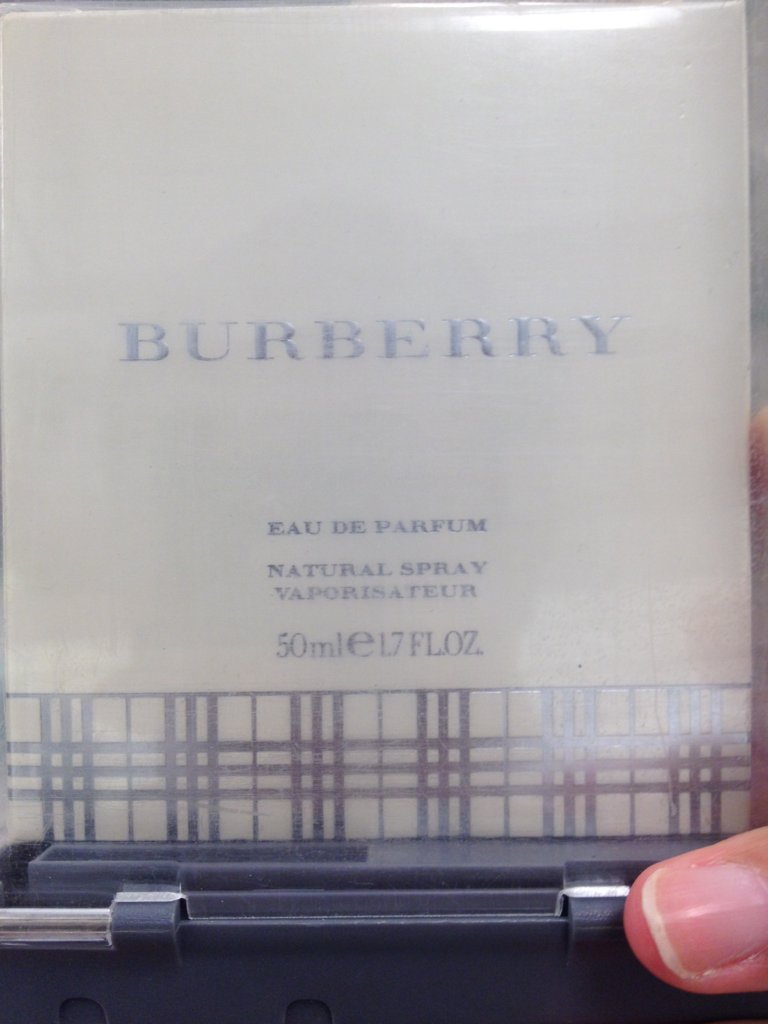 BURBERRY
EAU DE PARFUM
NATURAL SPRAY
VAPORISATEUR
50ml e 1.7 FL.OZ.